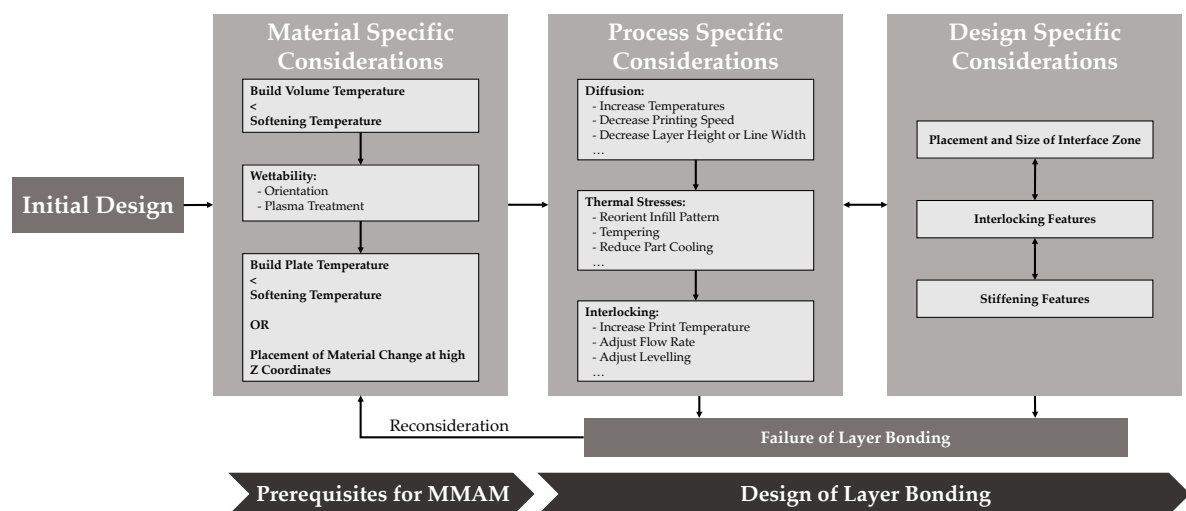 Initial Design
Material Specific
Considerations
Build Volume Temperature
<
Softening Temperature
Wettability:
- Orientation
- Plasma Treatment
Build Plate Temperature
<
Softening Temperature
OR
Placement of Material Change at high
Z Coordinates
Process Specific
Considerations
Diffusion:
- Increase Temperatures
- Decrease Printing Speed
- Decrease Layer Height or Line Width
…
Thermal Stresses:
- Reorient Infill Pattern
- Tempering
- Reduce Part Cooling
…
Interlocking:
- Increase Print Temperature
- Adjust Flow Rate
- Adjust Levelling
…
Design Specific
Considerations
Placement and Size of Interface Zone
Interlocking Features
Stiffening Features
Reconsideration
Failure of Layer Bonding
Prerequisites for MMAM
Design of Layer Bonding